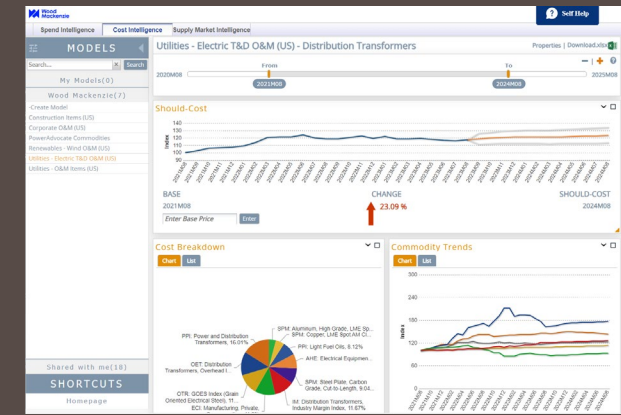 Wood
Mackenzie
Self Help
Spend Intelligence
Cost Intelligence
Supply Market Intelligence
MODELS
Search...
Search
My Models(0)
Wood Mackenzie(7)
-Create Model
Construction Items (US)
Corporate O&M (US)
PowerAdvocate Commodities
Renewables - Wind O&M (US)
Utilities - Electric T&D O&M (US)
Utilities - O&M Items (US)
Shared with me(18)
SHORTCUTS
Homepage
Utilities - Electric T&D O&M (US) - Distribution Transformers
Properties | Download.xlsx
From
To
2020M08
2025M08
2021M08
2024M08
Should-Cost
Index
140
130
120
110
100
90
BASE
CHANGE
SHOULD-COST
2021M08
23.09 %
2024M08
Enter Base Price
Enter
Cost Breakdown
Chart
List
PPI: Power and Distribution
Transformers, 16.01%
OET: Distribution
Transformers, Overhead t...
OTR: GOES Index (Grain
Oriented Electrical Steel), 11...
ECI: Manufacturing, Private
SPM: Aluminum, High Grade, LME Sp...
SPM: Copper, LME Spot AM Cl...
PPI: Light Fuel Oils, 8.12%
AHE: Electrical Equipmen...
SPM: Steel Plate: Carbon
Grade, Cut-to-Length, 9.04...
IM: Distribution Transformers,
Industry Margin Index, 11.67%
Commodity Trends
Chart
List
Index
300
240
180
120
60
0